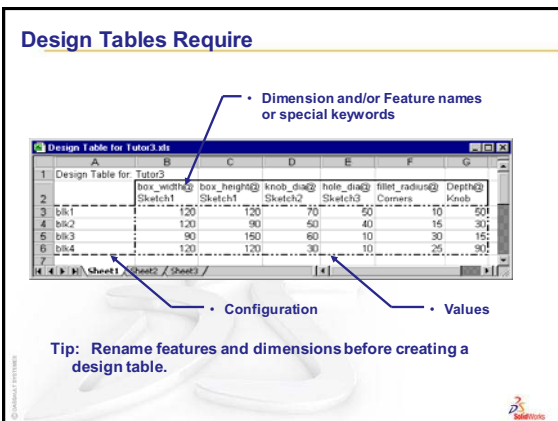 Design Tables Require
• Dimension and/or Feature names
or special keywords
Design Table for Tutor3.xls
A B C D E F G
1 Design Table for: Tutor3
2 box_width@Sketch1 box_height@Sketch1 knob_dia@Sketch2 hole_dia@Sketch3 fillet_radius@Corners Depth@Knob
3 blk1 120 120 70 50 10 50
4 blk2 120 90 50 40 15 30
5 blk3 90 150 60 10 30 15
6 blk4 120 120 30 10 25 90
7
Sheet1 / Sheet2 / Sheet3 /
• Configuration
• Values
Tip: Rename features and dimensions before creating a
design table.
© DASSAULT SYSTEMES
SolidWorks